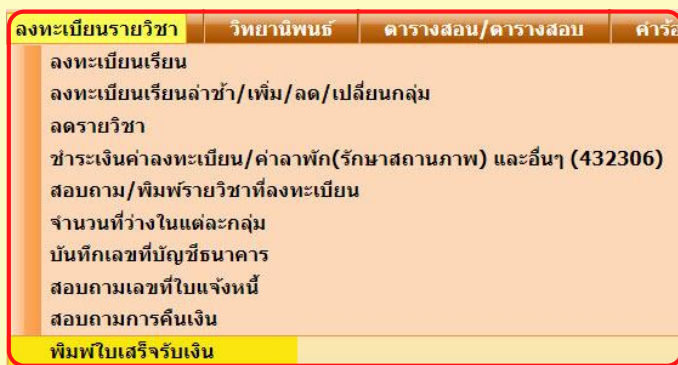 ลงทะเบียนรายวิชา วิทยานิพนธ์ ตารางสอน/ตารางสอบ คำร้อ
ลงทะเบียนเรียน
ลงทะเบียนเรียนล่าช้า/เพิ่ม/ลด/เปลี่ยนกลุ่ม
ลดรายวิชา
ชำระเงินค่าลงทะเบียน/ค่าลาพัก(รักษาสถานภาพ) และอื่นๆ (432306)
สอบถาม/พิมพ์รายวิชาที่ลงทะเบียน
จำนวนที่ว่างในแต่ละกลุ่ม
บันทึกเลขที่บัญชีธนาคาร
สอบถามเลขที่ใบแจ้งหนี้
สอบถามการคืนเงิน
พิมพ์ใบเสร็จรับเงิน